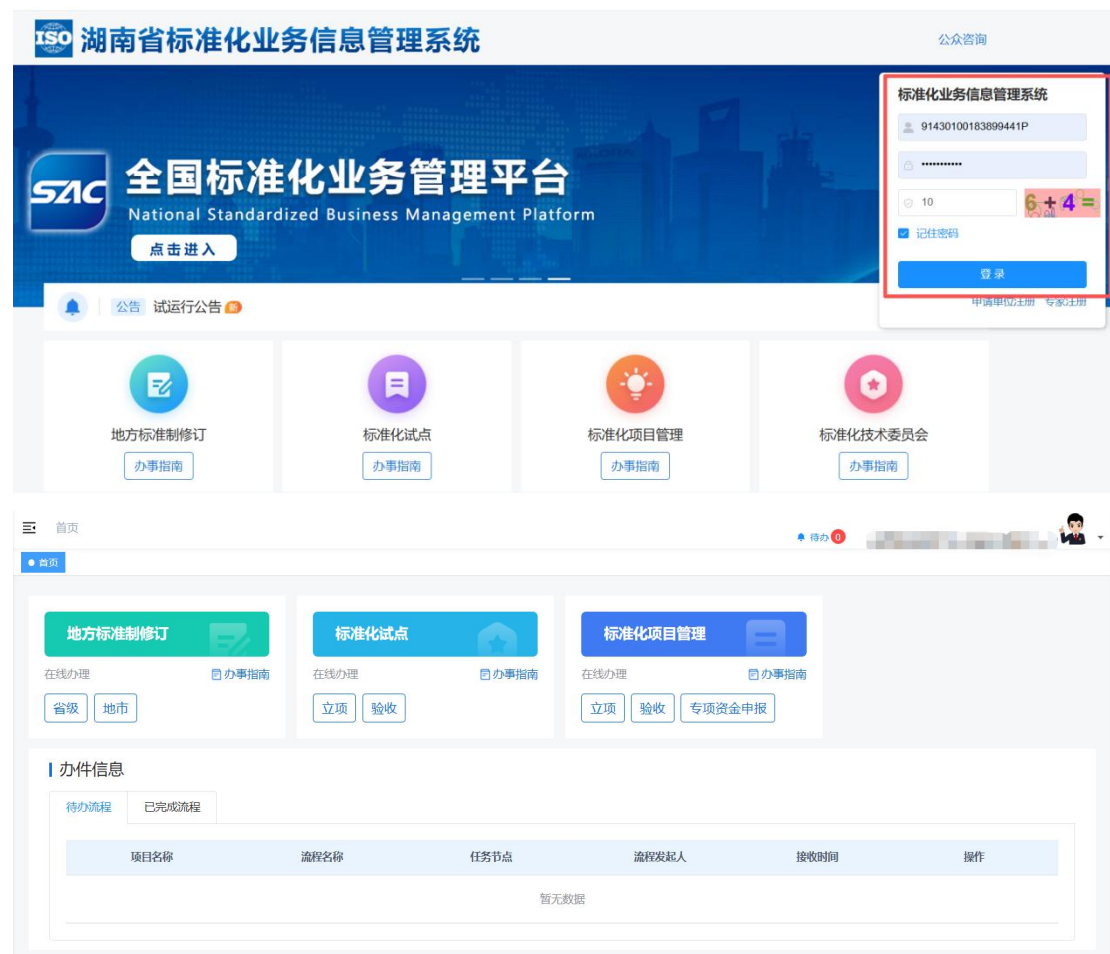 ISO 湖南省标准化业务信息管理系统
公众咨询
SAC
全国标准化业务管理平台
National Standardized Business Management Platform
点击进入
标准化业务信息管理系统
91430100183899441P
•••••••••••
10
6+4=
记住密码
登录
申请单位注册 专家注册
公告 试运行公告 新
地方标准制修订 标准化试点 标准化项目管理 标准化技术委员会
办事指南 办事指南 办事指南 办事指南
首页
待办 0
首页
地方标准制修订 标准化试点 标准化项目管理
在线办理 办事指南 在线办理 办事指南 在线办理 办事指南
省级 地市 立项 验收 立项 验收 专项资金申报
办件信息
待办流程 已完成流程
项目名称 流程名称 任务节点 流程发起人 接收时间 操作
暂无数据